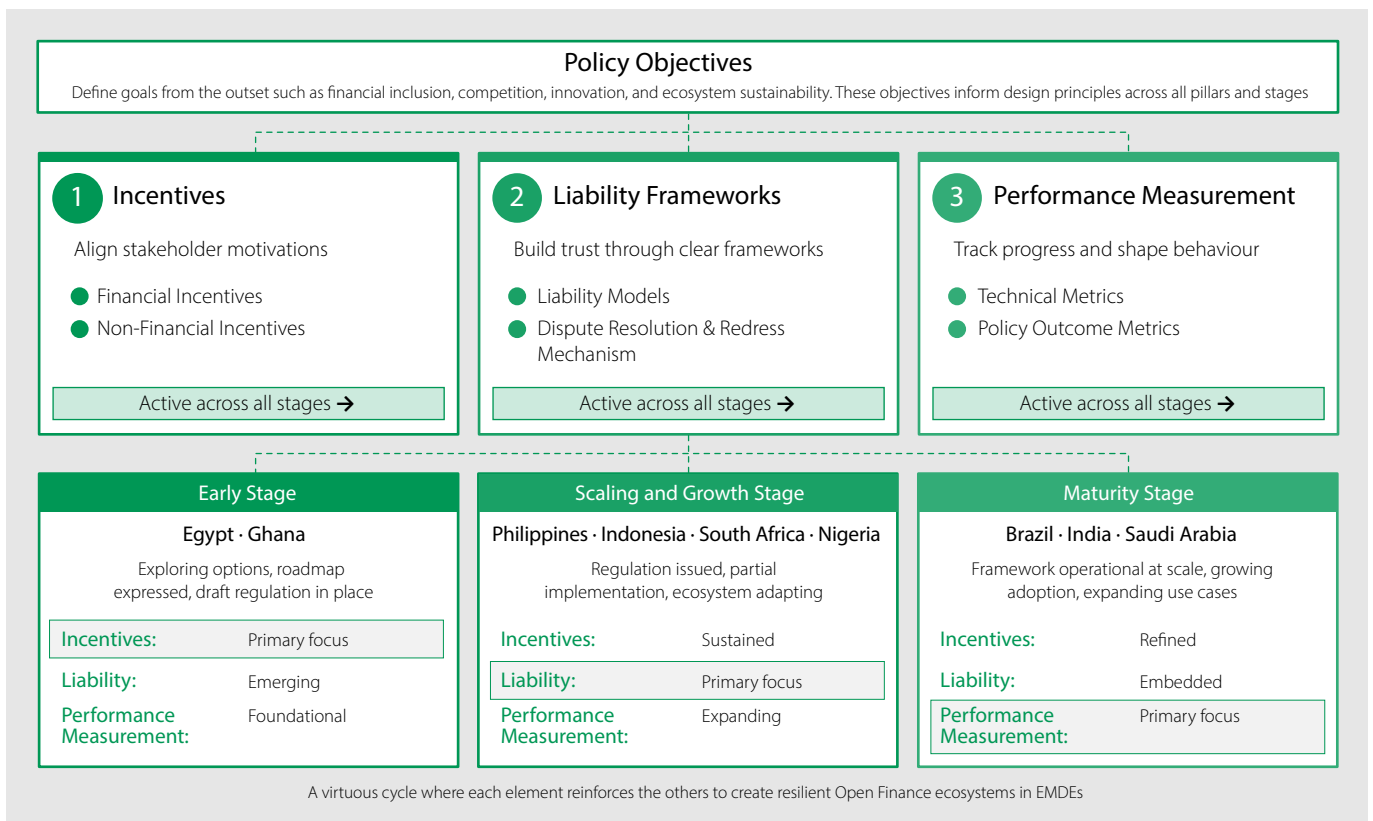 Policy Objectives
Define goals from the outset such as financial inclusion, competition, innovation, and ecosystem sustainability. These objectives inform design principles across all pillars and stages
1 Incentives
Align stakeholder motivations
Financial Incentives
Non-Financial Incentives
Active across all stages →
2 Liability Frameworks
Build trust through clear frameworks
Liability Models
Dispute Resolution & Redress
Mechanism
Active across all stages →
3 Performance Measurement
Track progress and shape behaviour
Technical Metrics
Policy Outcome Metrics
Active across all stages →
Early Stage
Egypt · Ghana
Exploring options, roadmap
expressed, draft regulation in place
Incentives: Primary focus
Liability: Emerging
Performance Foundational
Measurement:
Scaling and Growth Stage
Philippines · Indonesia · South Africa · Nigeria
Regulation issued, partial
implementation, ecosystem adapting
Incentives: Sustained
Liability: Primary focus
Performance Expanding
Measurement:
Maturity Stage
Brazil · India · Saudi Arabia
Framework operational at scale, growing
adoption, expanding use cases
Incentives: Refined
Liability: Embedded
Performance Primary focus
Measurement:
A virtuous cycle where each element reinforces the others to create resilient Open Finance ecosystems in EMDEs